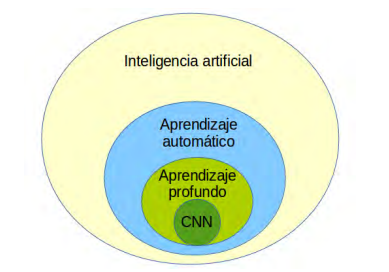 Inteligencia artificial
Aprendizaje
automático
Aprendizaje
profundo
CNN